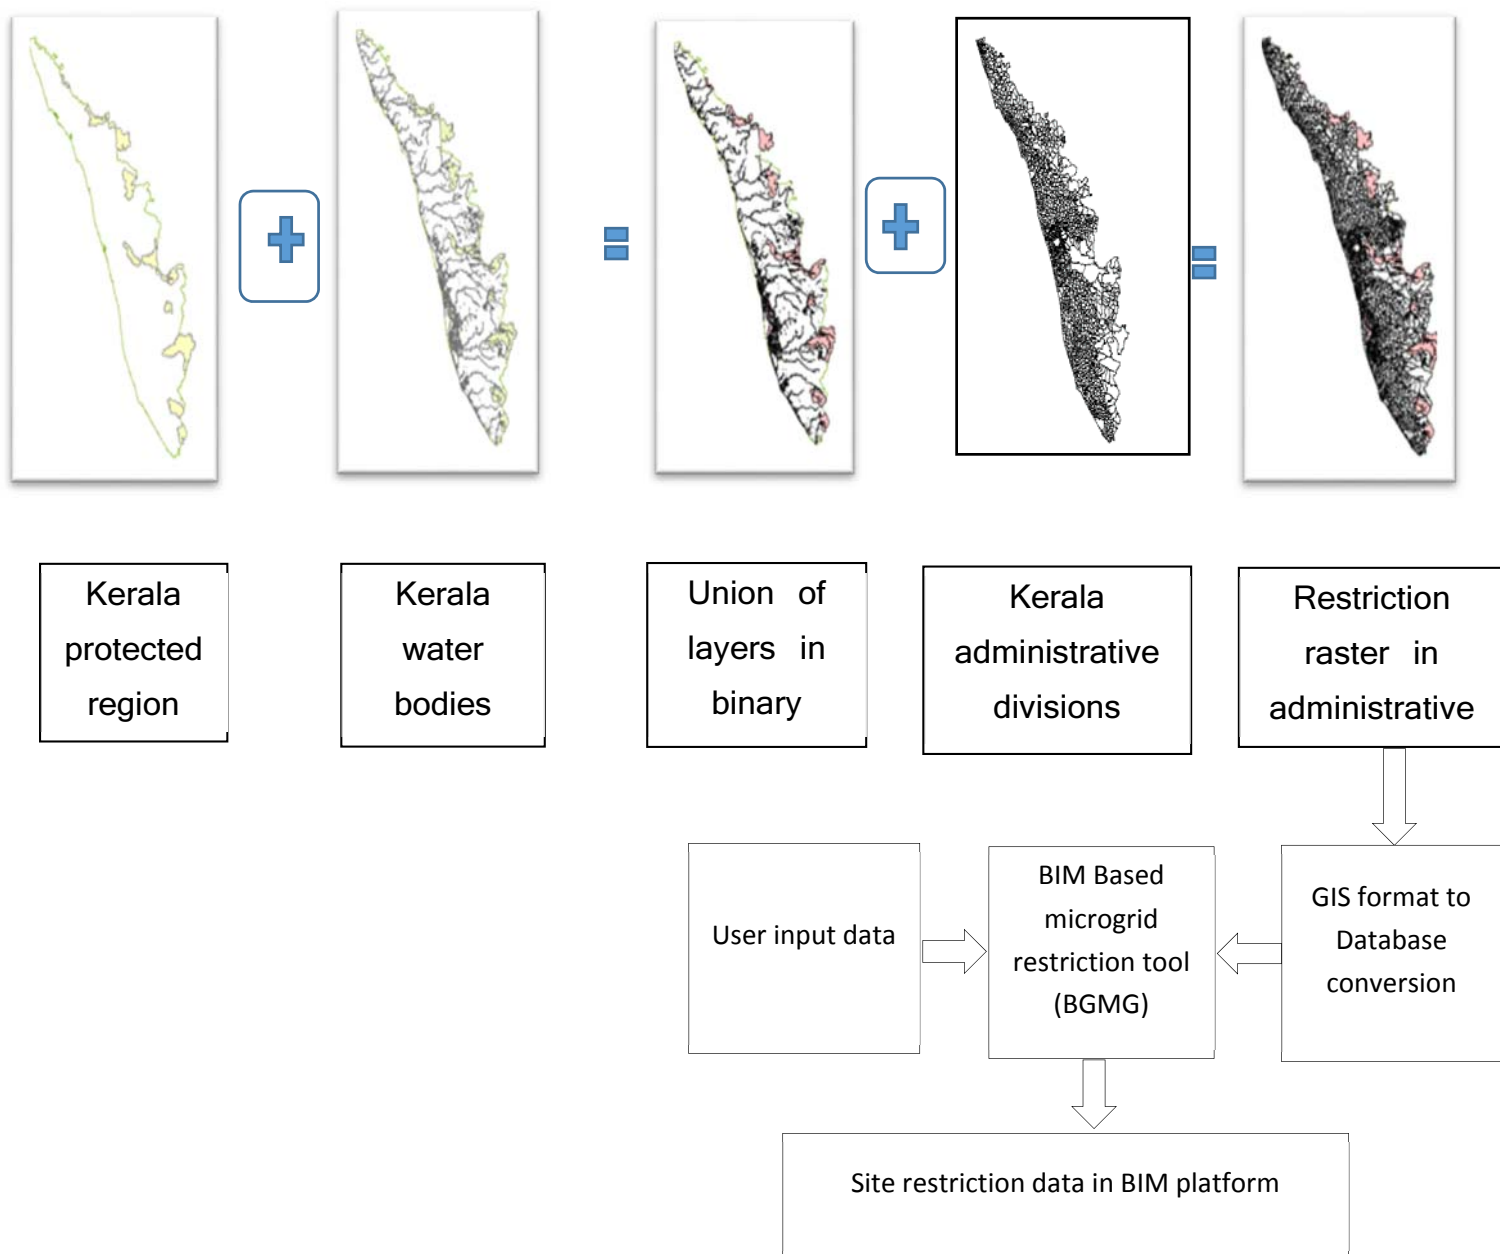 Kerala
protected
region
Kerala
water
bodies
Union of
layers in
binary
Kerala
administrative
divisions
Restriction
raster in
administrative
User input data
BIM Based
microgrid
restriction tool
(BGMG)
GIS format to
Database
conversion
Site restriction data in BIM platform